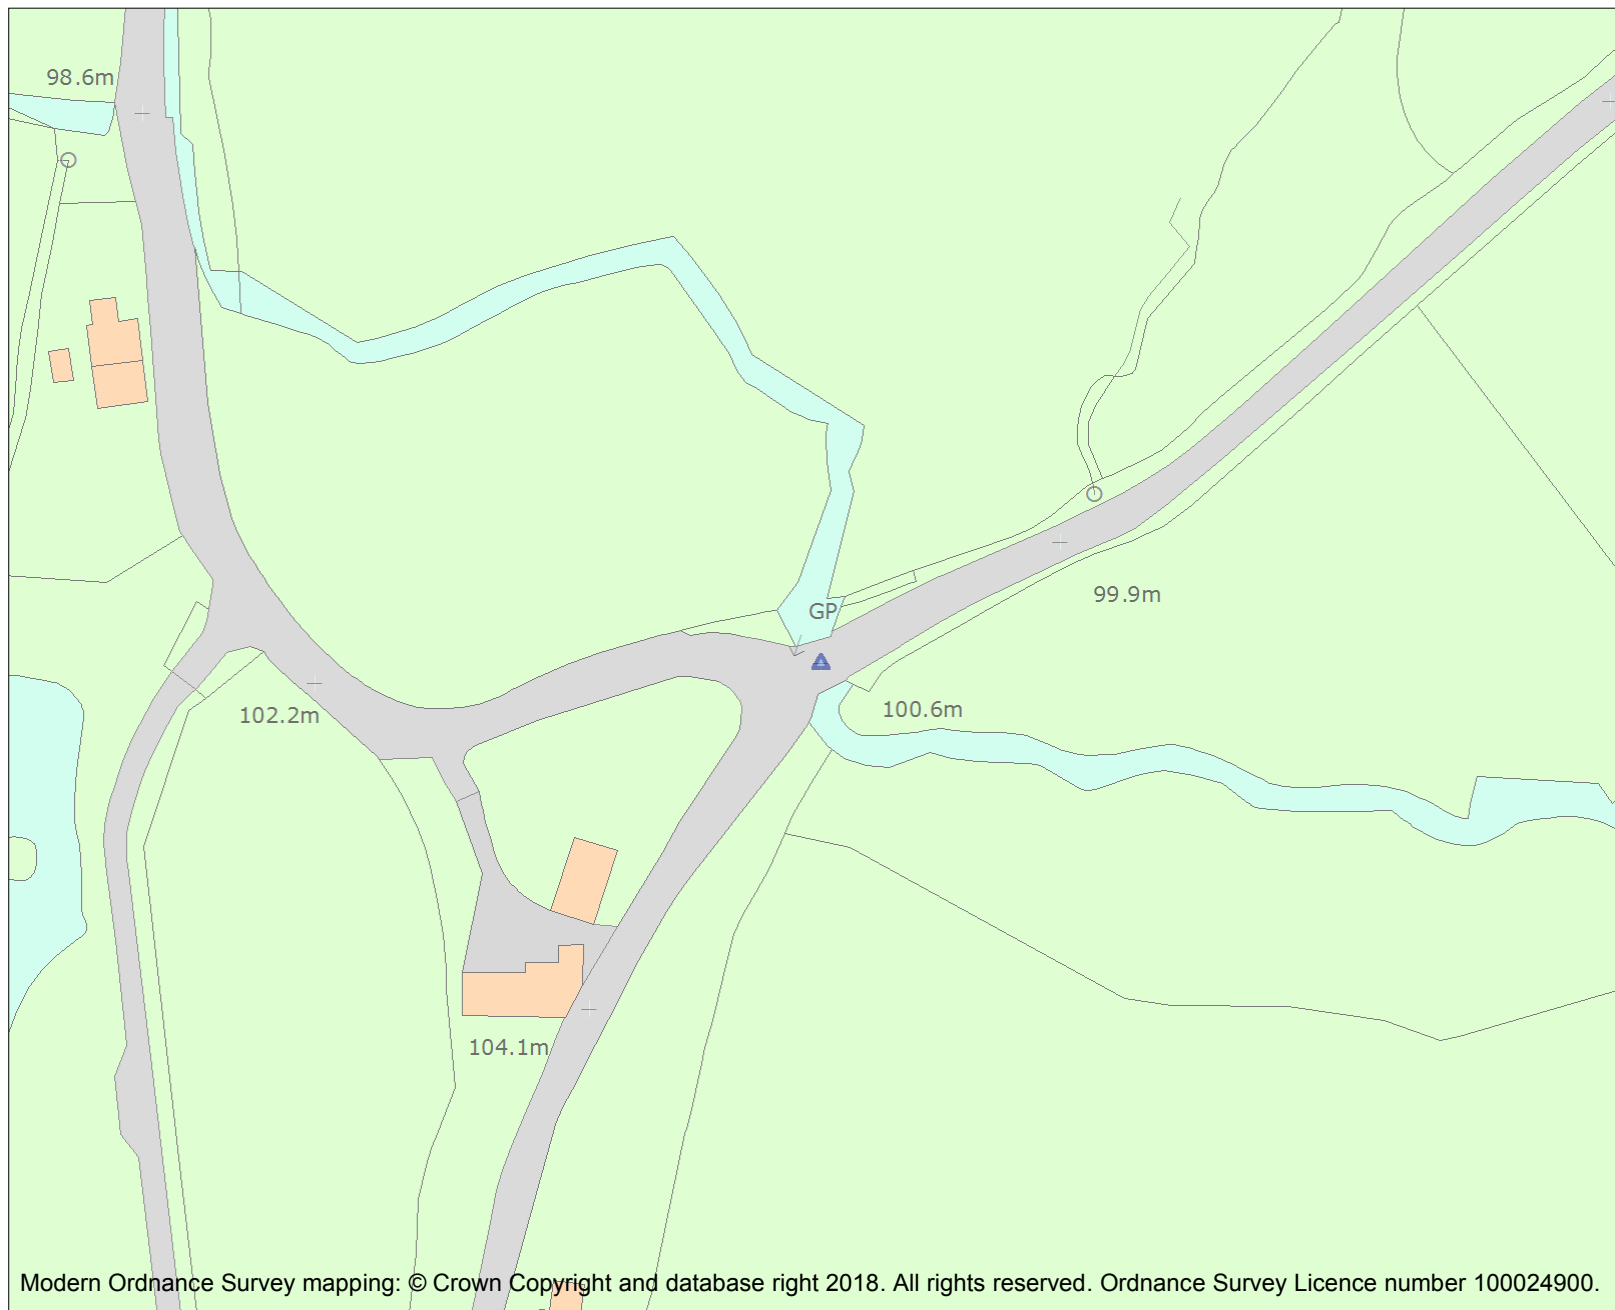 98.6m
GP
99.9m
100.6m
102.2m
104.1m
Modern Ordnance Survey mapping: © Crown Copyright and database right 2018. All rights reserved. Ordnance Survey Licence number 100024900.